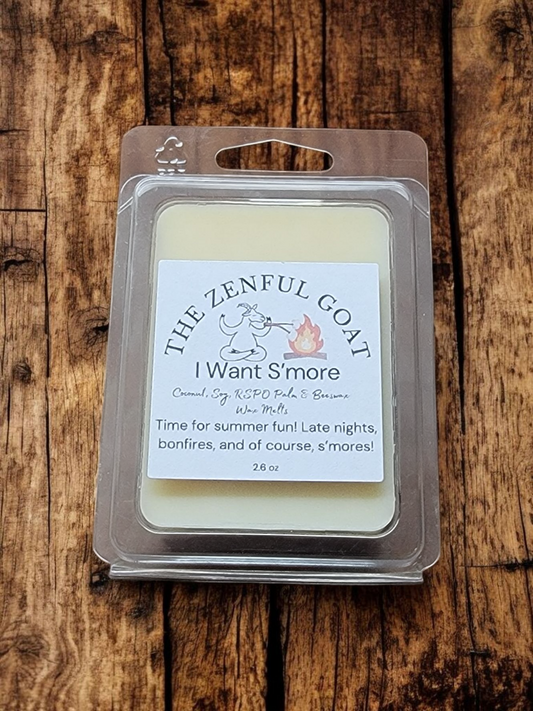 THE ZENFUL GOAT
I Want S'more
Coconut, Soy, RSPO Palm & Beeswax
Wax Melts
Time for summer fun! Late nights,
bonfires, and of course, s'mores!
2.6 oz